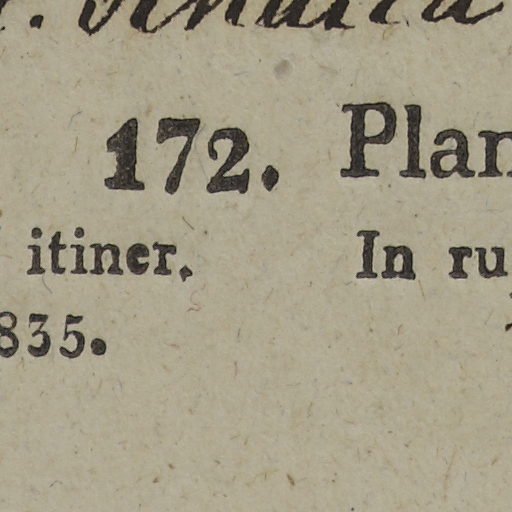 172. Plan
itiner. In ru
835.